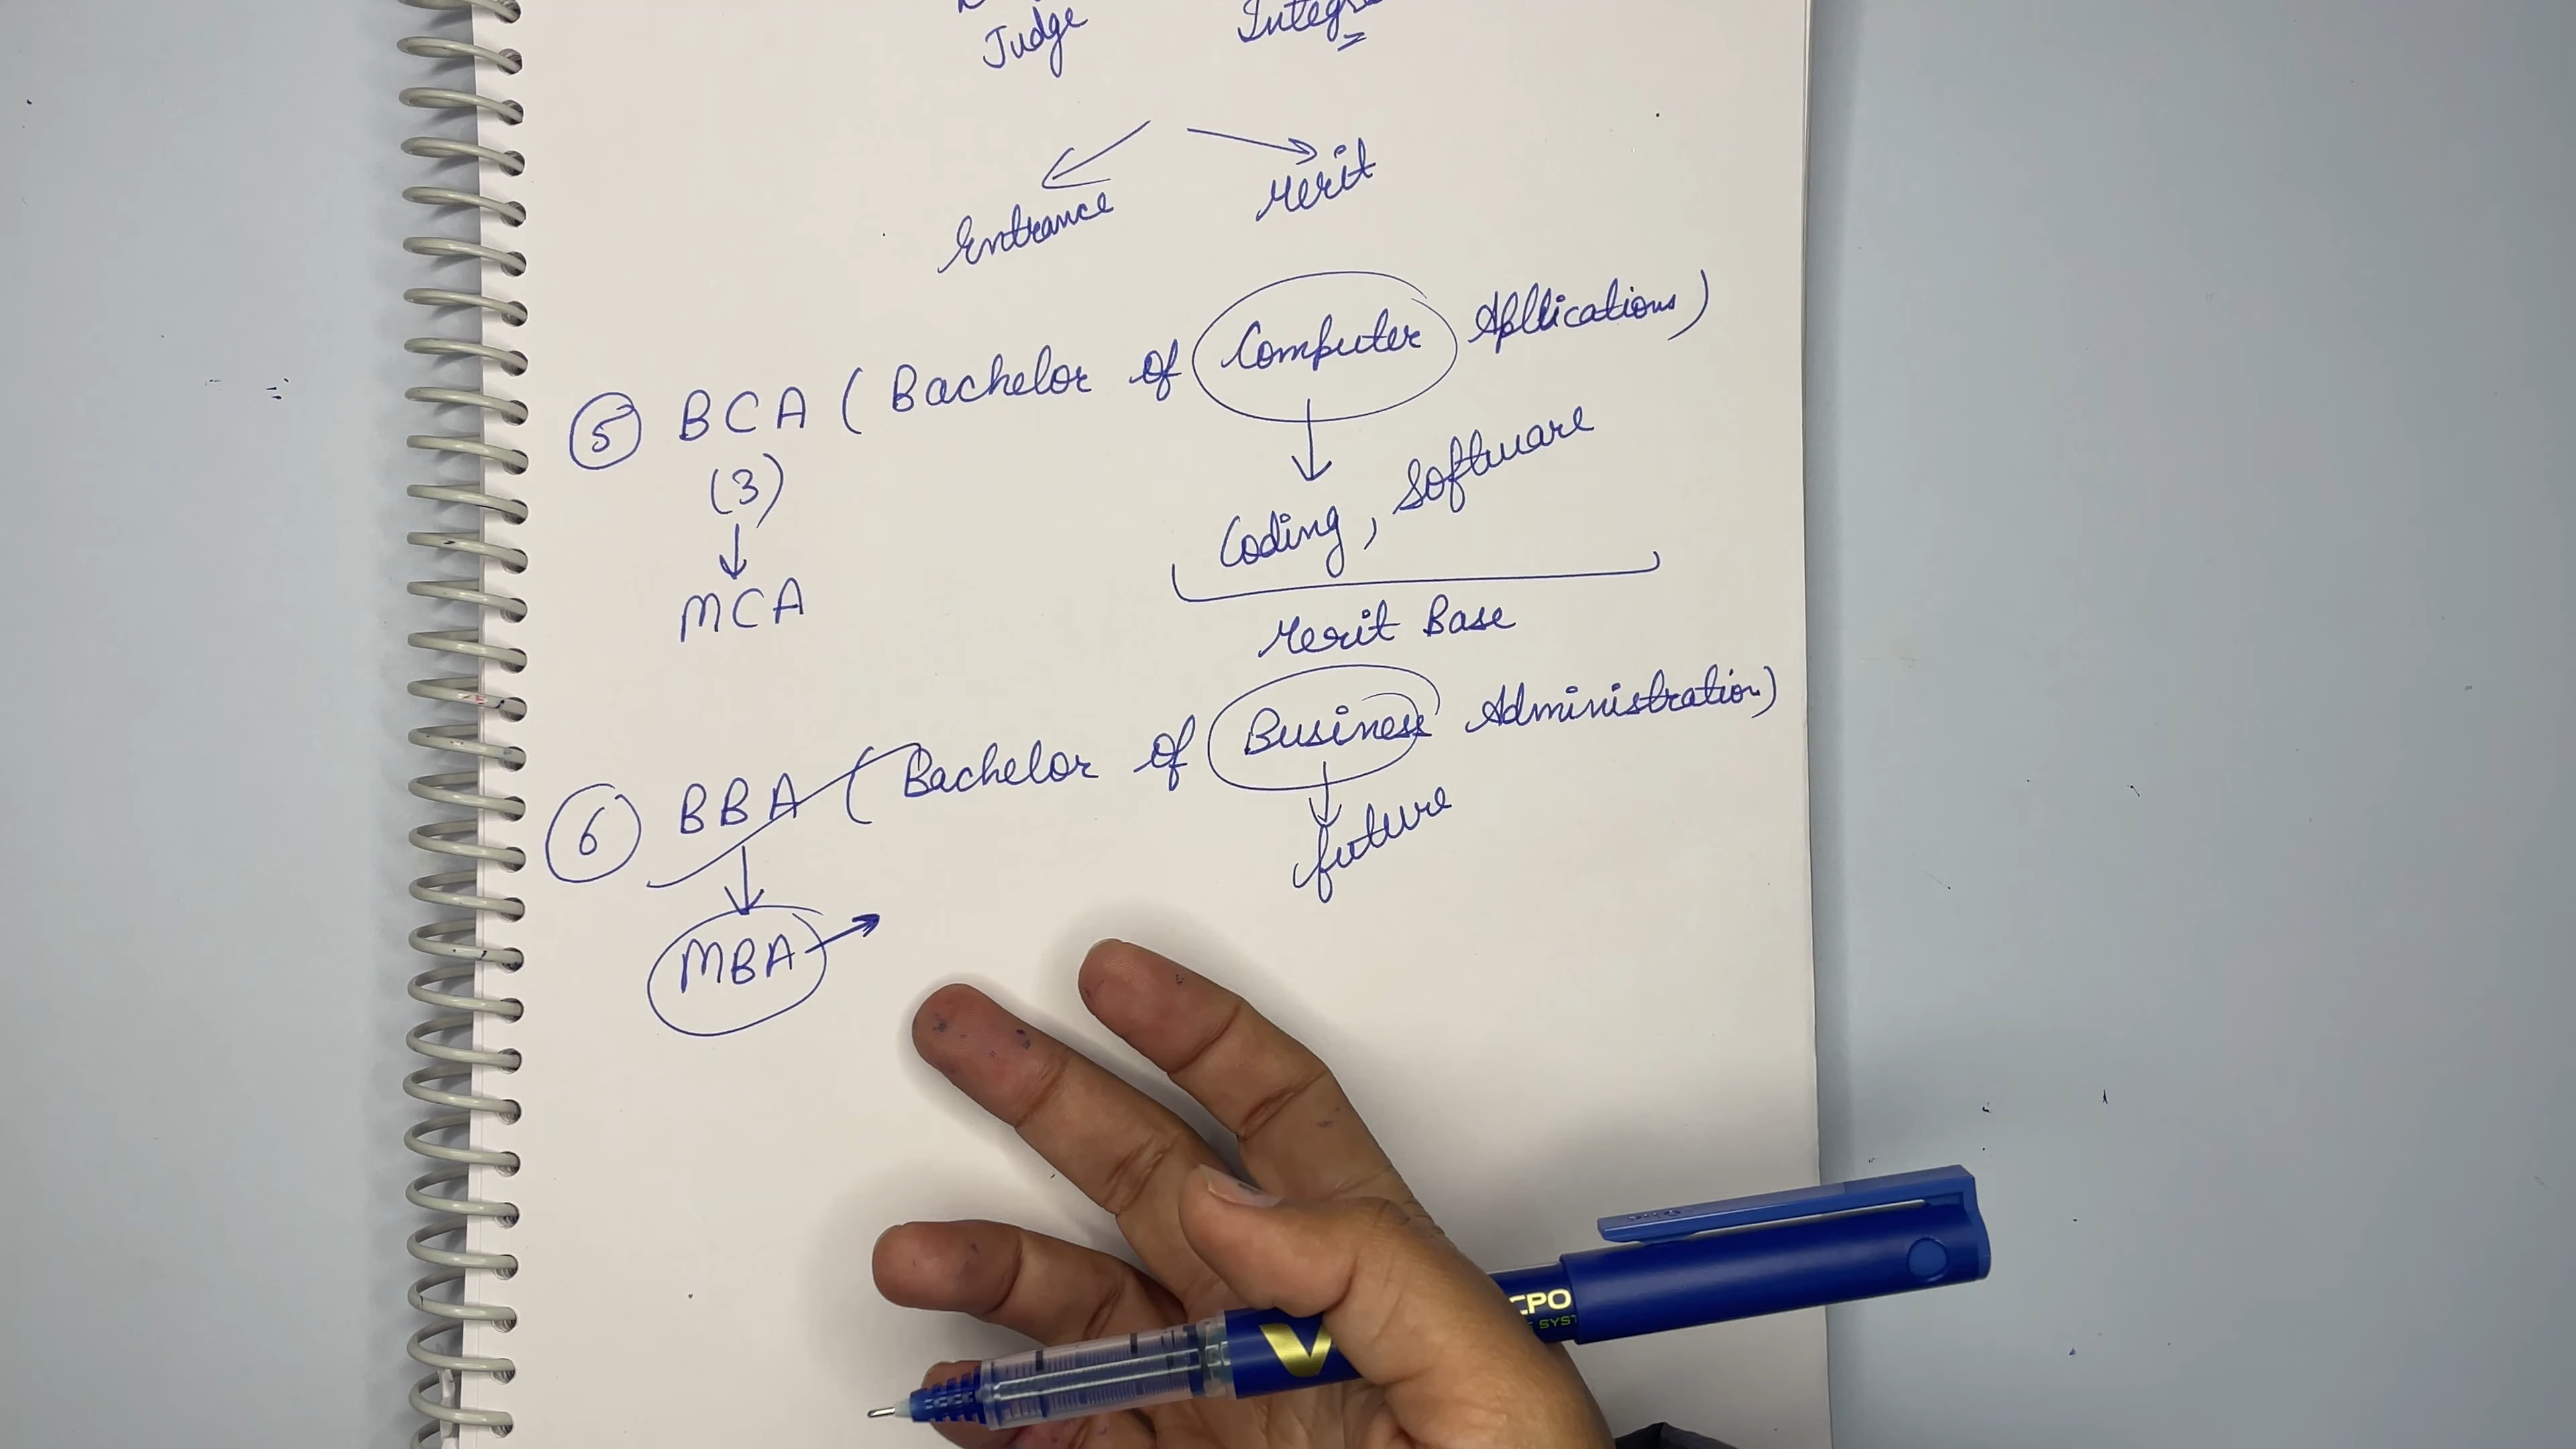 Judge
Entrance Merit
5 BCA (Bachelor of Computer Applications)
(3)
Coding, Software
MCA
Merit Base
6 BBA (Bachelor of Business Administration)
future
MBA
V